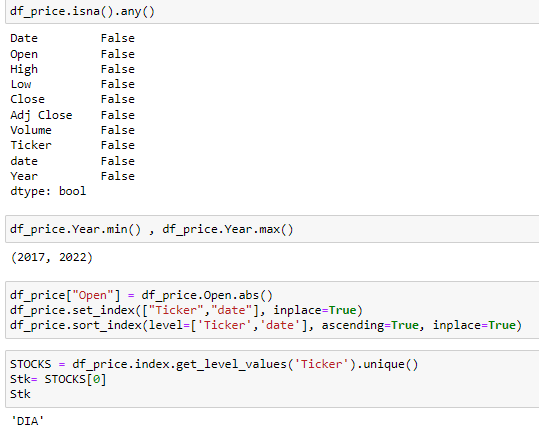 df_price.isna().any()
Date         False
Open         False
High         False
Low          False
Close        False
Adj Close    False
Volume       False
Ticker       False
date         False
Year         False
dtype: bool
df_price.Year.min() , df_price.Year.max()
(2017, 2022)
df_price["Open"] = df_price.Open.abs()
df_price.set_index(["Ticker","date"], inplace=True)
df_price.sort_index(level=['Ticker','date'], ascending=True, inplace=True)
STOCKS = df_price.index.get_level_values('Ticker').unique()
Stk= STOCKS[0]
Stk
'DIA'